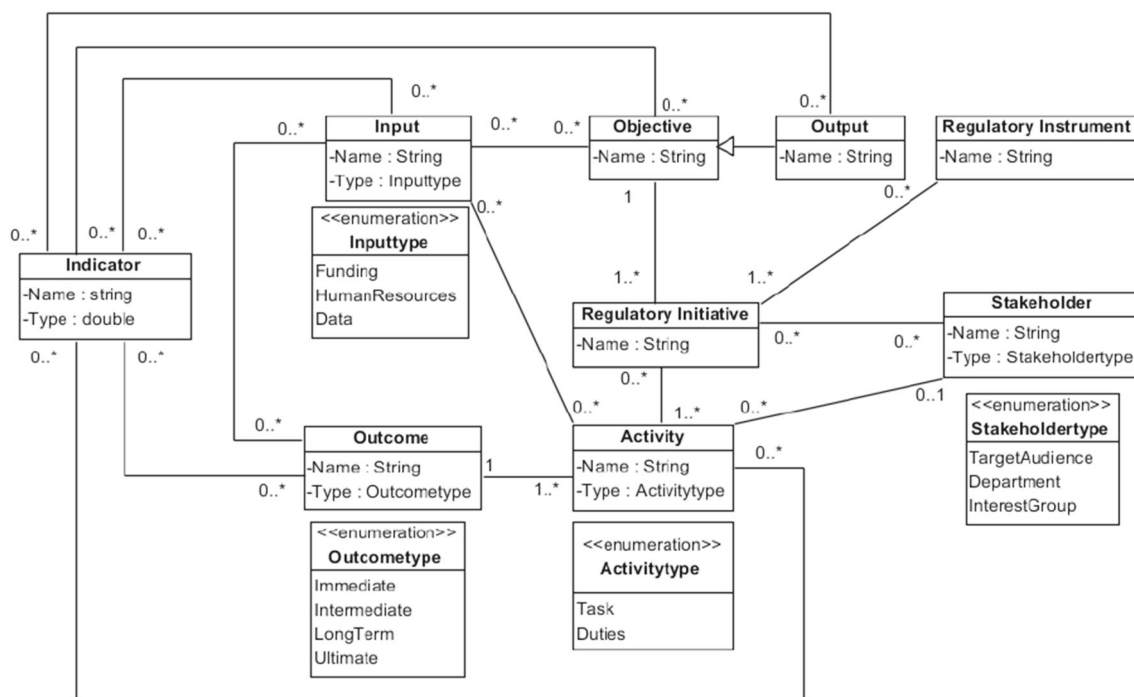 0..*
0..*
0..*
Input
-Name : String
-Type : Inputtype
0..*
0..*
0..*
0..*
Objective
-Name : String
1
Output
-Name : String
Regulatory Instrument
-Name : String
0..*
<<enumeration>>
Inputtype
Funding
HumanResources
Data
0..*
0..*
0..*
Indicator
-Name : string
-Type : double
0..*
0..*
1..*
1..*
Regulatory Initiative
-Name : String
0..*
0..*
0..*
Stakeholder
-Name : String
-Type : Stakeholdertype
0..1
<<enumeration>>
Stakeholdertype
TargetAudience
Department
InterestGroup
0..*
0..*
Outcome
-Name : String
-Type : Outcometype
1
1..*
0..*
1..*
0..*
Activity
-Name : String
-Type : Activitytype
0..*
<<enumeration>>
Outcometype
Immediate
Intermediate
LongTerm
Ultimate
<<enumeration>>
Activitytype
Task
Duties